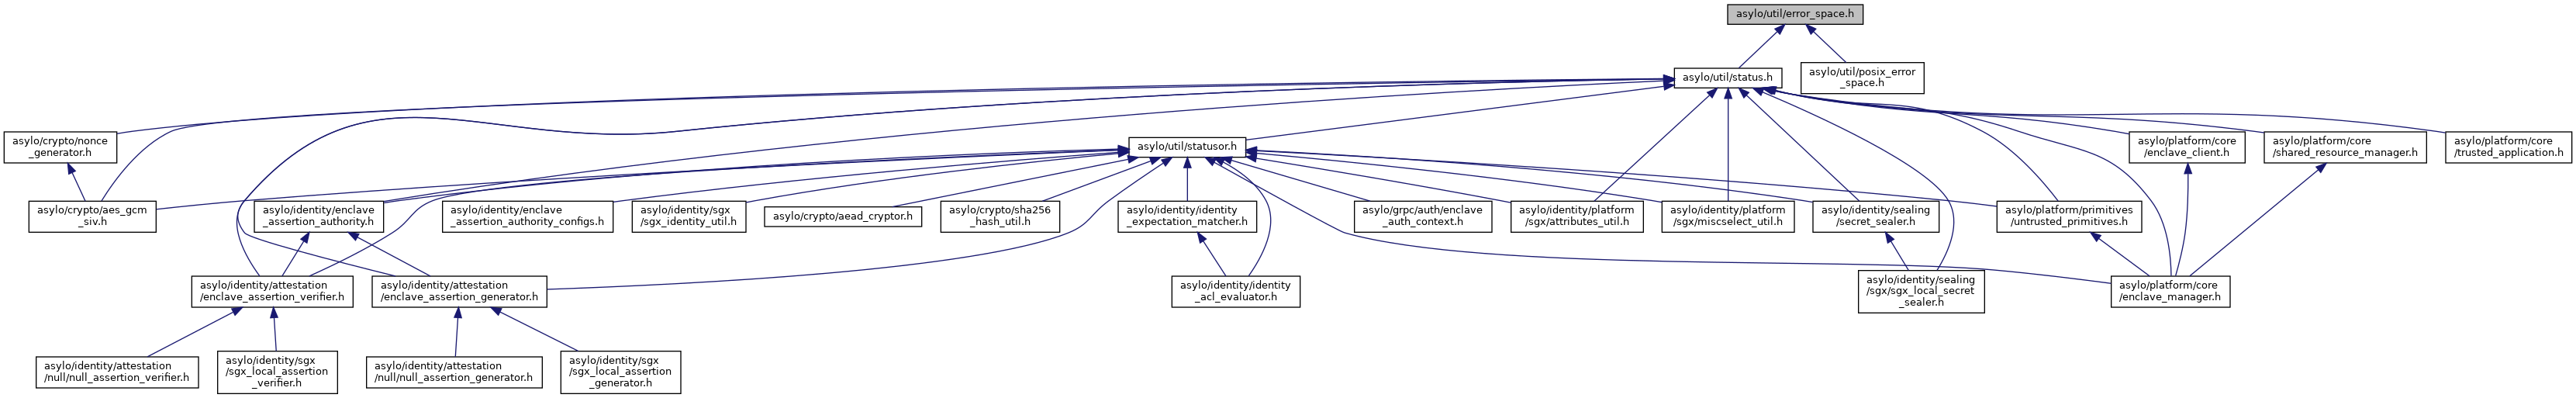 asylo/util/error_space.h
asylo/util/status.h
asylo/util/posix_error
_space.h
asylo/crypto/nonce
_generator.h
asylo/util/statusor.h
asylo/platform/core
/enclave_client.h
asylo/platform/core
/shared_resource_manager.h
asylo/platform/core
/trusted_application.h
asylo/crypto/aes_gcm
_siv.h
asylo/identity/enclave
_assertion_authority.h
asylo/identity/enclave
_assertion_authority_configs.h
asylo/identity/sgx
/sgx_identity_util.h
asylo/crypto/aead_cryptor.h
asylo/crypto/sha256
_hash_util.h
asylo/identity/identity
_expectation_matcher.h
asylo/grpc/auth/enclave
_auth_context.h
asylo/identity/platform
/sgx/attributes_util.h
asylo/identity/platform
/sgx/miscselect_util.h
asylo/identity/sealing
/secret_sealer.h
asylo/platform/primitives
/untrusted_primitives.h
asylo/identity/attestation
/enclave_assertion_verifier.h
asylo/identity/attestation
/enclave_assertion_generator.h
asylo/identity/identity
_acl_evaluator.h
asylo/identity/sealing
/sgx/sgx_local_secret
_sealer.h
asylo/platform/core
/enclave_manager.h
asylo/identity/attestation
/null/null_assertion_verifier.h
asylo/identity/sgx
/sgx_local_assertion
_verifier.h
asylo/identity/attestation
/null/null_assertion_generator.h
asylo/identity/sgx
/sgx_local_assertion
_generator.h